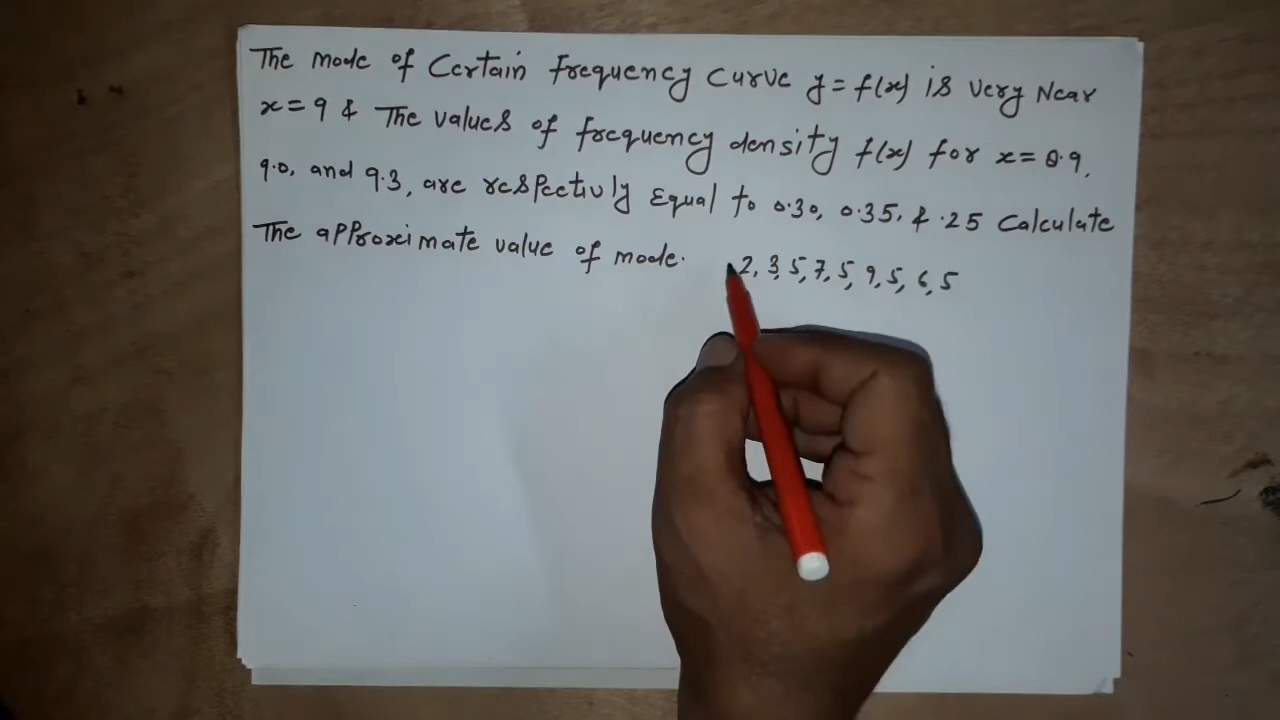 The mode of Certain frequency curve y = f(x) is very Near
x = 9 & The values of frequency density f(x) for x = 8.9,
9.0, and 9.3, are respectivly Equal to 0.30, 0.35, & .25 Calculate
The approximate value of mode. 2, 3, 5, 7, 5, 9, 5, 6, 5